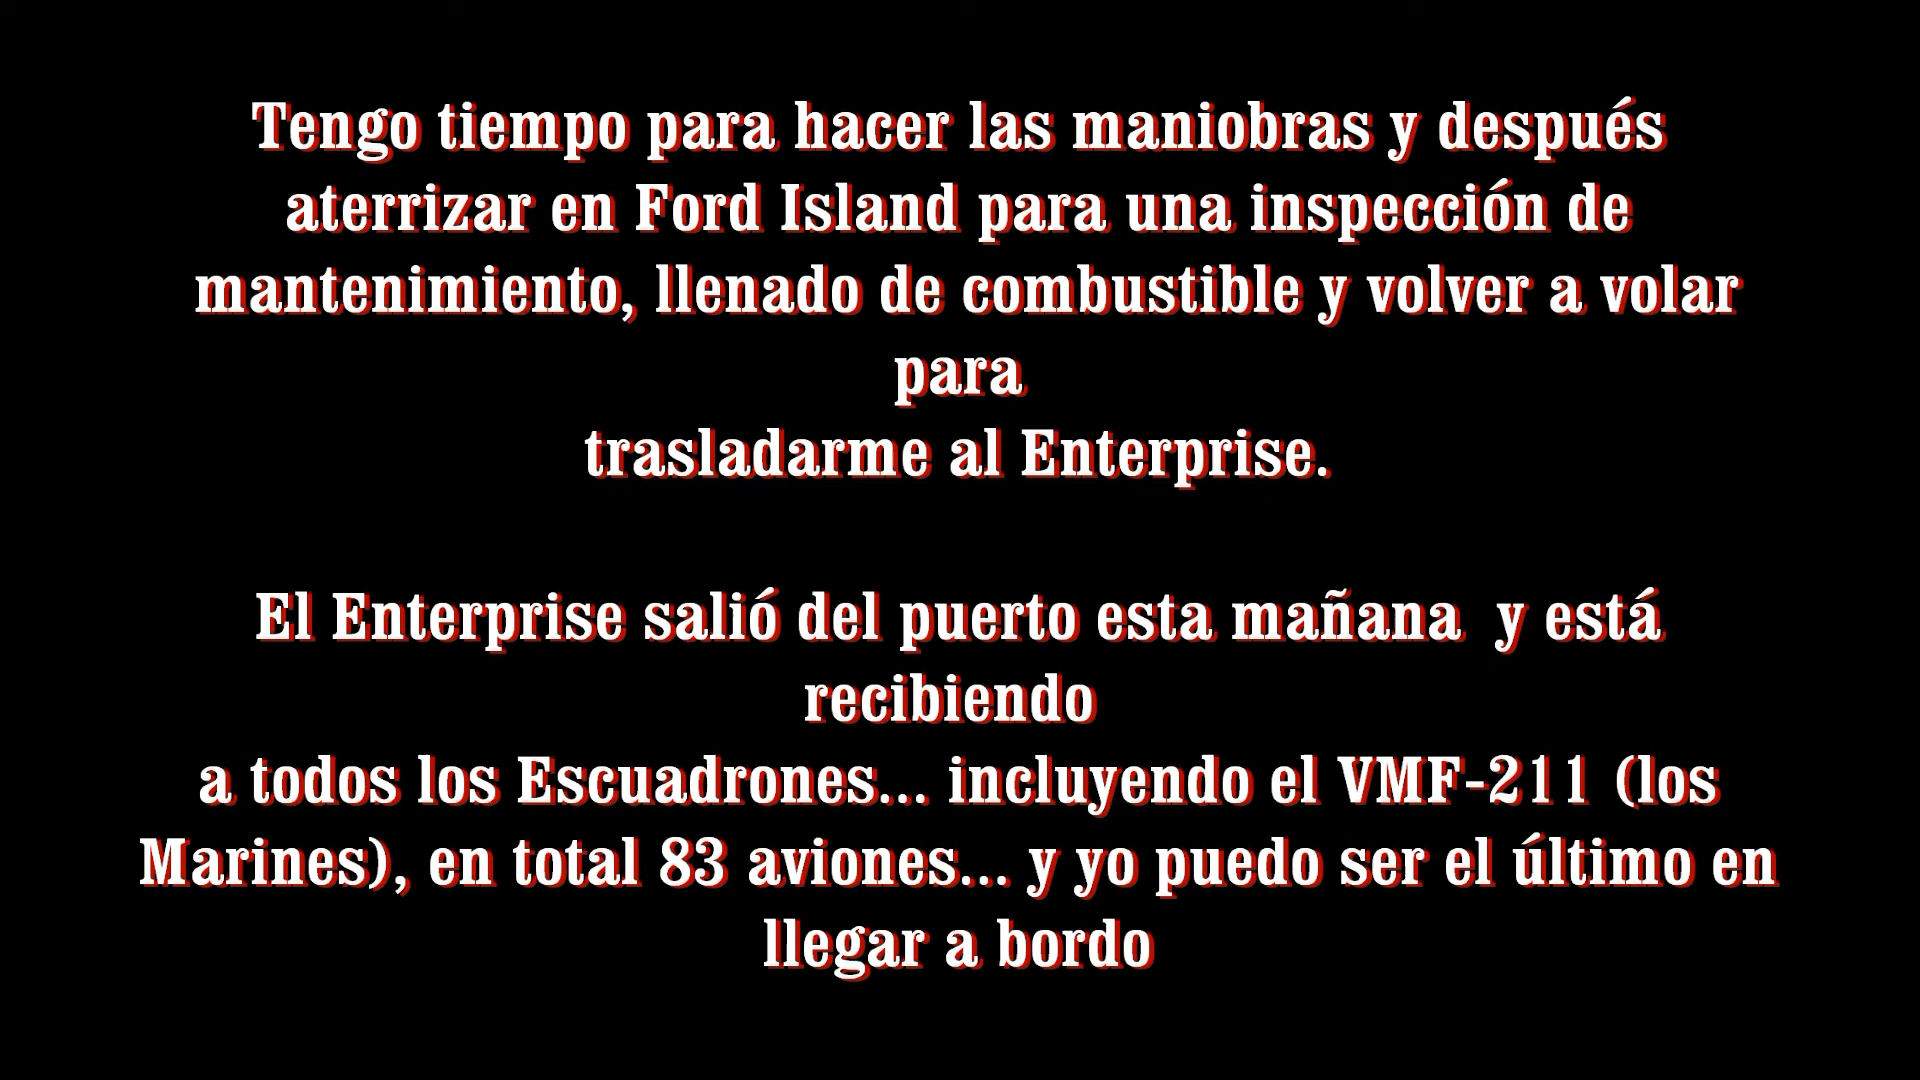 Tengo tiempo para hacer las maniobras y después
aterrizar en Ford Island para una inspección de
mantenimiento, llenado de combustible y volver a volar
para
trasladarme al Enterprise.
El Enterprise salió del puerto esta mañana  y está
recibiendo
a todos los Escuadrones... incluyendo el VMF-211 (los
Marines), en total 83 aviones... y yo puedo ser el último en
llegar a bordo